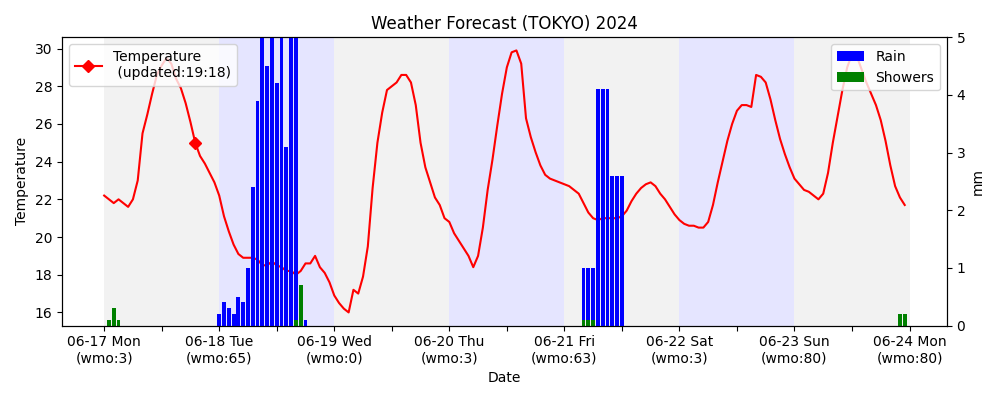 Weather Forecast (TOKYO) 2024
Temperature
(updated:19:18)
Rain
Showers
30
28
26
24
22
20
18
16
Temperature
5
4
3
2
1
0
mm
06-17 Mon 06-18 Tue 06-19 Wed 06-20 Thu 06-21 Fri 06-22 Sat 06-23 Sun 06-24 Mon
(wmo:3) (wmo:65) (wmo:0) (wmo:3) (wmo:63) (wmo:3) (wmo:80) (wmo:80)
Date